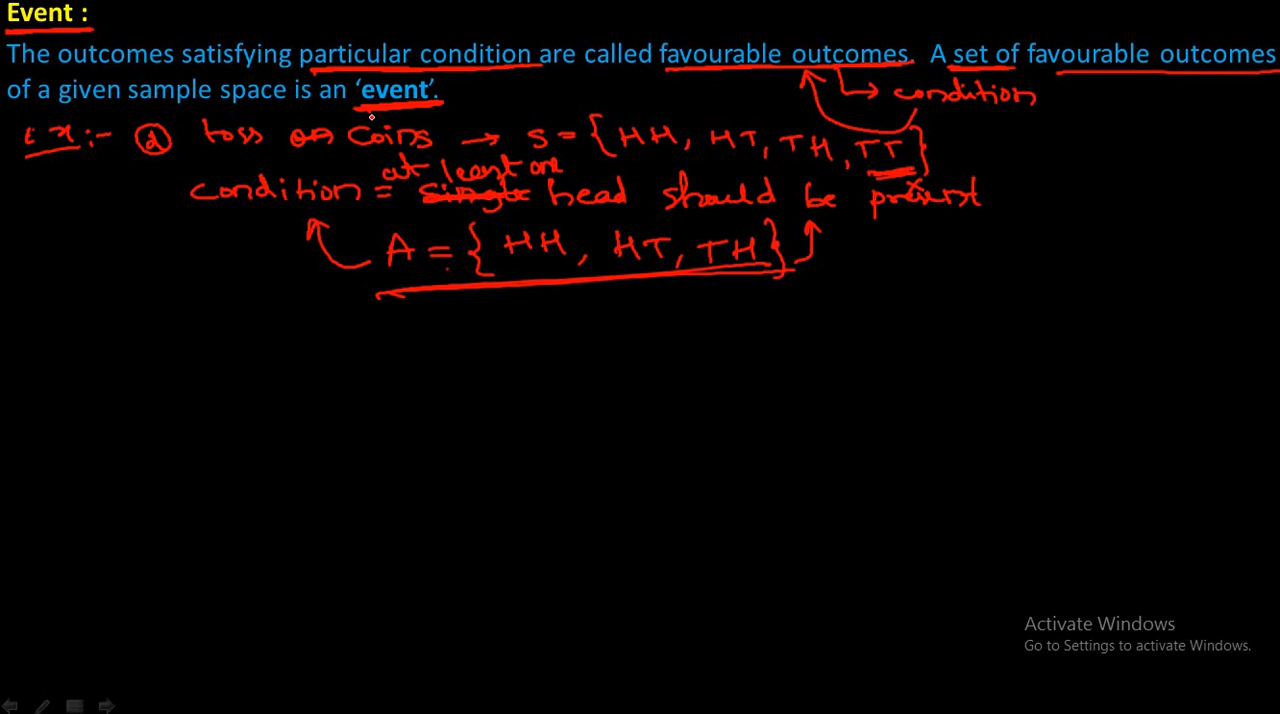 Event :
The outcomes satisfying particular condition are called favourable outcomes. A set of favourable outcomes
of a given sample space is an ‘event’.
↳ condition
Ex:- ② toss Coins → S = {HH, HT, TH, TT}
at least one
condition = single head should be present
A = {HH, HT, TH}
Activate Windows
Go to Settings to activate Windows.